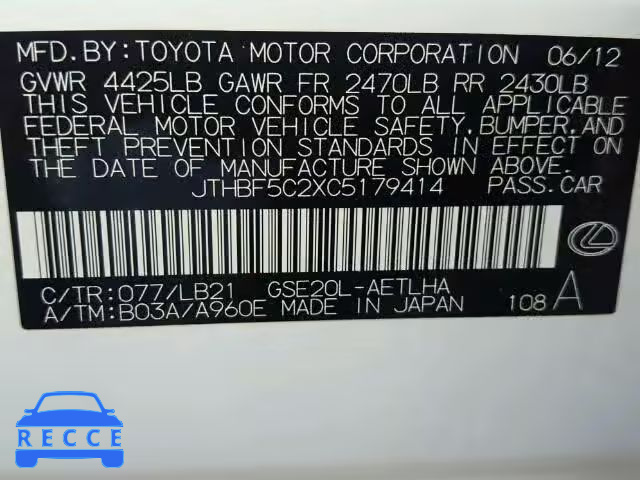 MFD.BY:TOYOTA MOTOR CORPORATION 06/12
GVWR 4425LB GAWR FR 2470LB RR 2430LB
THIS VEHICLE CONFORMS TO ALL APPLICABLE
FEDERAL MOTOR VEHICLE SAFETY,BUMPER,AND
THEFT PREVENTION STANDARDS IN EFFECT ON
THE DATE OF MANUFACTURE SHOWN ABOVE.
JTHBF5C2XC5179414 PASS.CAR
C/TR:077/LB21 GSE20L-AETLHA
A/TM:B03A/A960E MADE IN JAPAN 108 A
RECCE